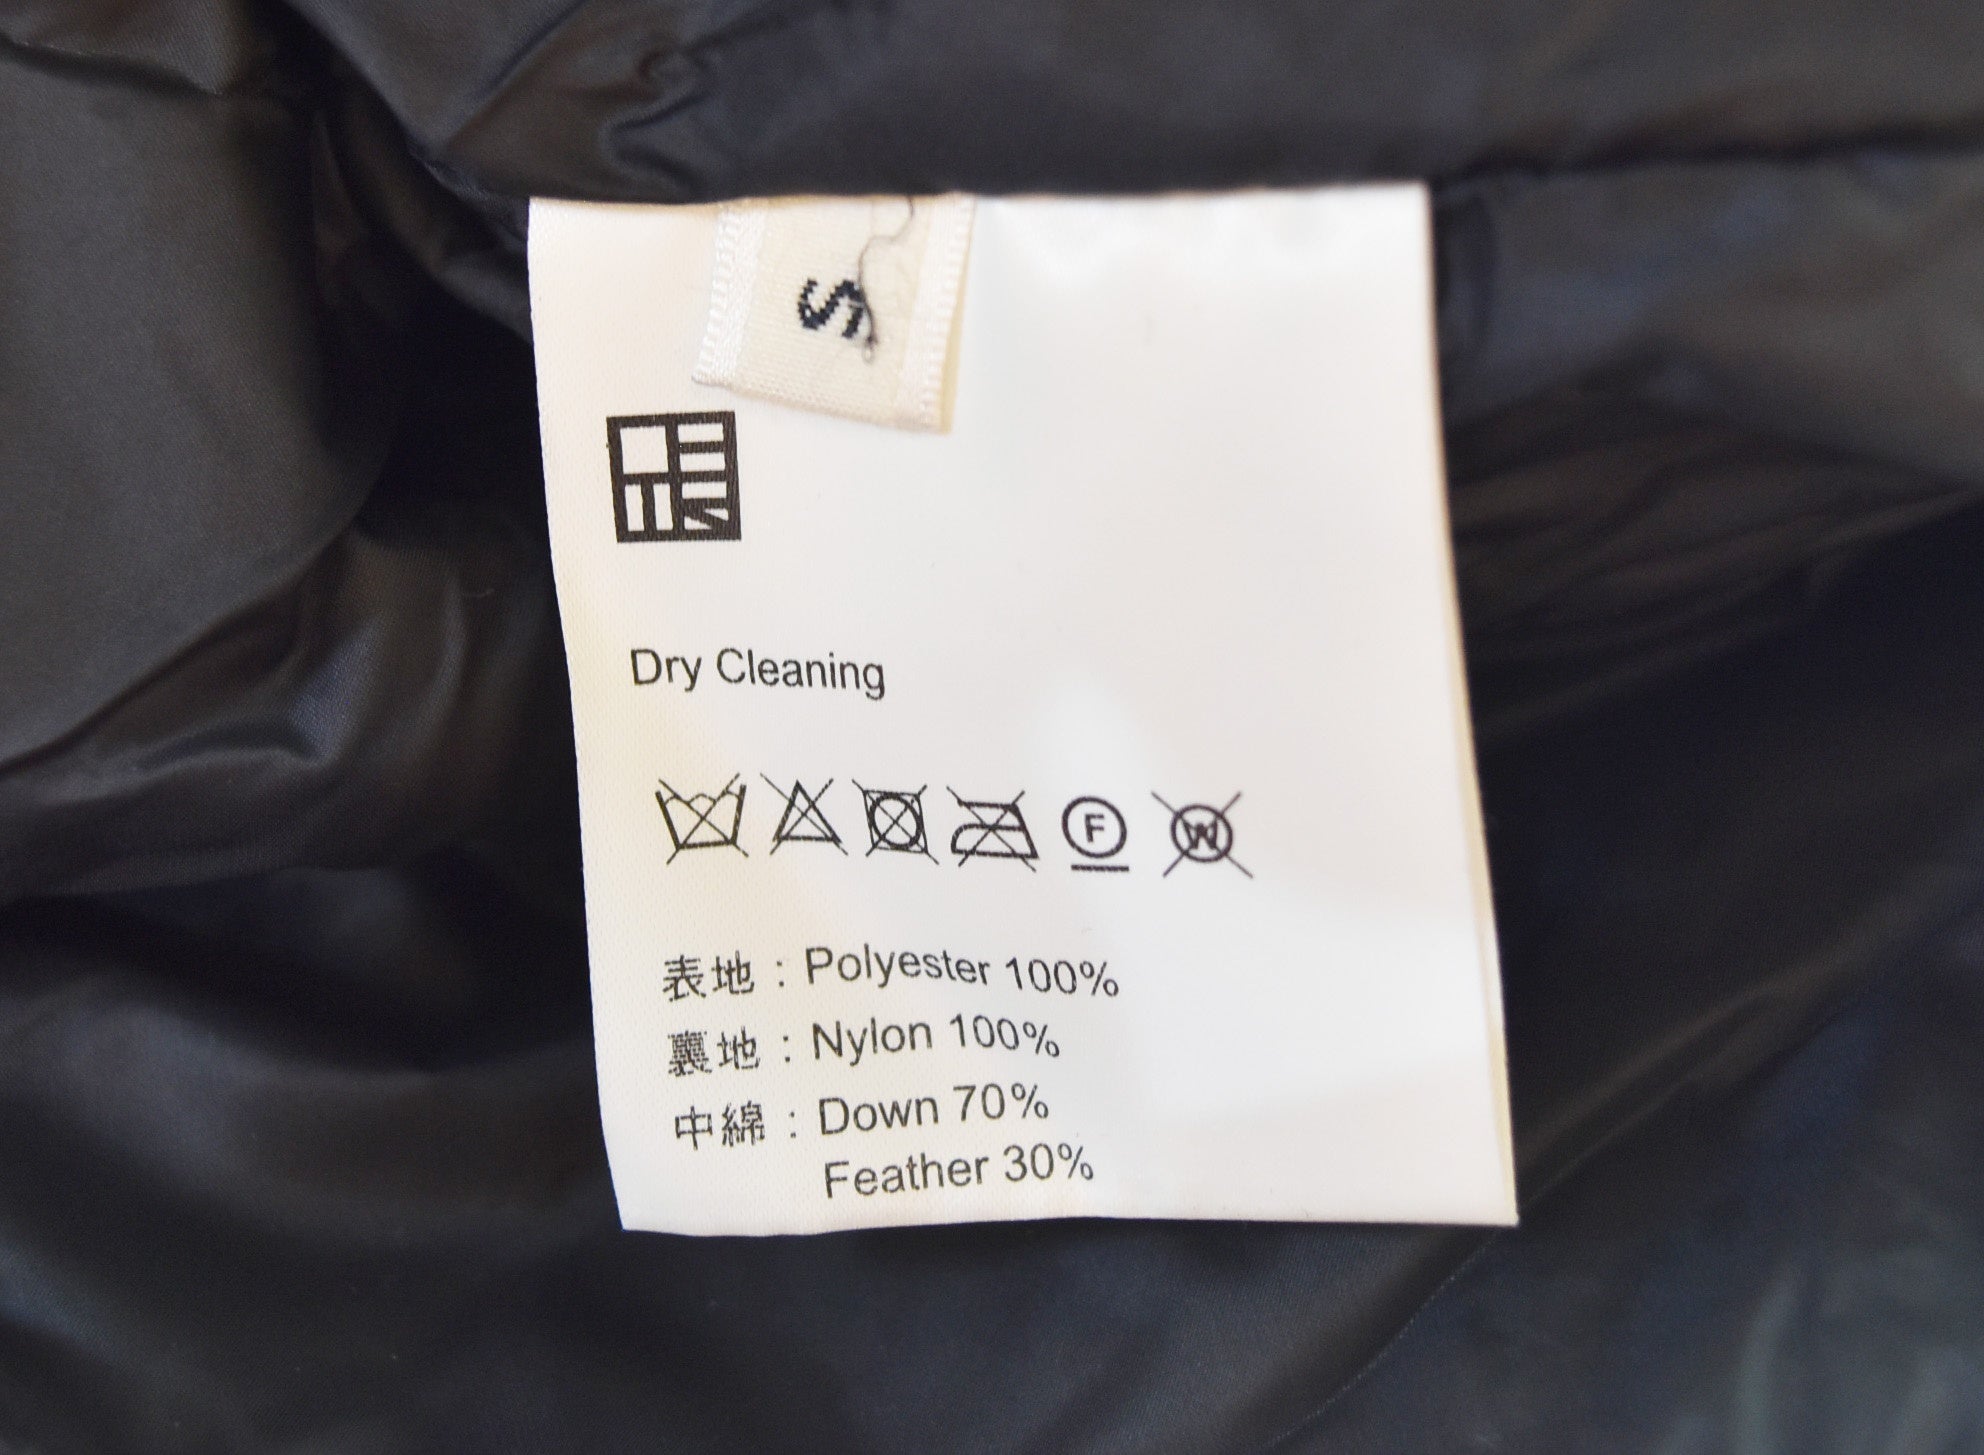 S
Dry Cleaning
F W
表地 : Polyester 100%
裏地 : Nylon 100%
中綿 : Down 70%
Feather 30%